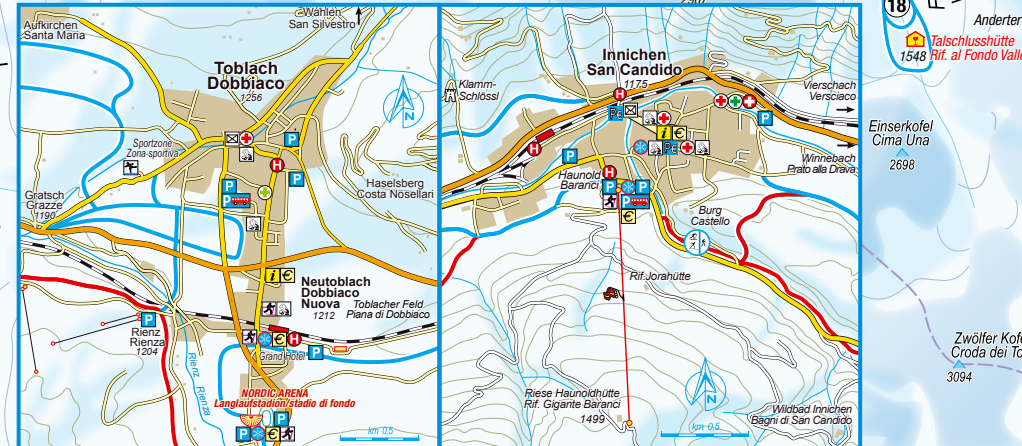 Aufkirchen
Santa Maria
Wahlen
San Silvestro
Toblach
Dobbiaco
1256
Sportzone
Zona-sportiva
Gratsch
Grazze
1190
Haselsberg
Costa Nosellari
Neutoblach
Dobbiaco
Nuova
1212
Toblacher Feld
Piana di Dobbiaco
Rienz
Rienza
1204
Rienz
Rienza
Grand Hotel
NORDIC ARENA
Langlaufstadion/stadio di fondo
km 0,5
Klamm-
Schlössl
Innichen
San Candido
1175
Vierschach
Versciaco
Winnebach
Prato alla Drava
Haunold
Baranci
Burg
Castello
Rif.Jorahütte
Riese Haunoldhütte
Rif. Gigante Baranci
1499
Wildbad Innichen
Bagni di San Candido
km 0,5
18
Anderter
Talschlusshütte
1548 Rif. al Fondo Valle
Einserkofel
Cima Una
2698
Zwölfer Kofe
Croda dei To
3094